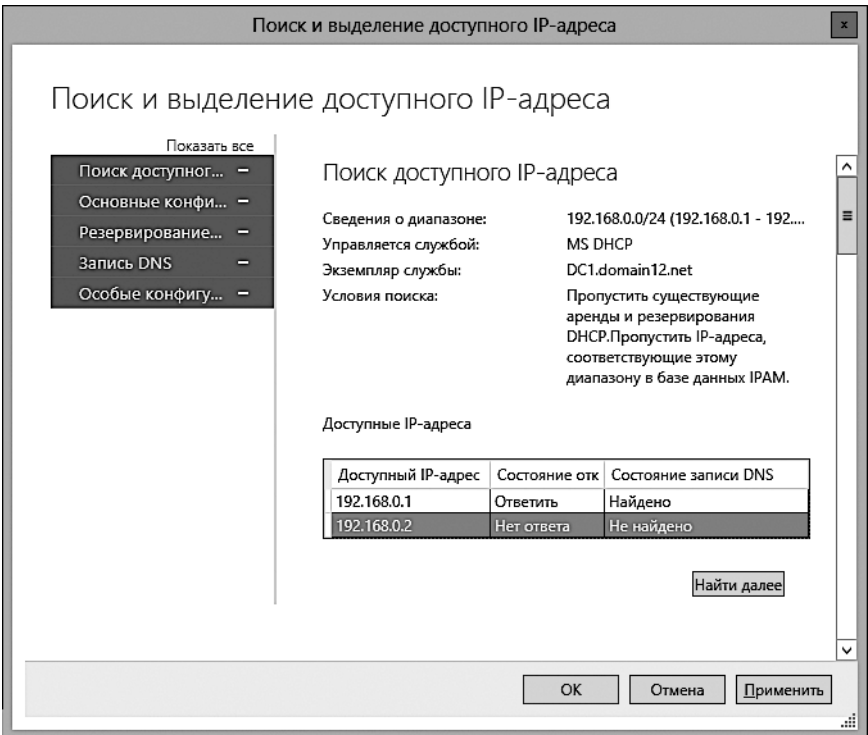 Поиск и выделение доступного IP-адреса
x
Поиск и выделение доступного IP-адреса
Показать все
Поиск доступног... –
Основные конфи... –
Резервирование... –
Запись DNS –
Особые конфигу... –
Поиск доступного IP-адреса
Сведения о диапазоне: 192.168.0.0/24 (192.168.0.1 - 192....
Управляется службой: MS DHCP
Экземпляр службы: DC1.domain12.net
Условия поиска: Пропустить существующие
аренды и резервирования
DHCP.Пропустить IP-адреса,
соответствующие этому
диапазону в базе данных IPAM.
Доступные IP-адреса
Доступный IP-адрес Состояние отк Состояние записи DNS
192.168.0.1 Ответить Найдено
192.168.0.2 Нет ответа Не найдено
Найти далее
ОК Отмена Применить